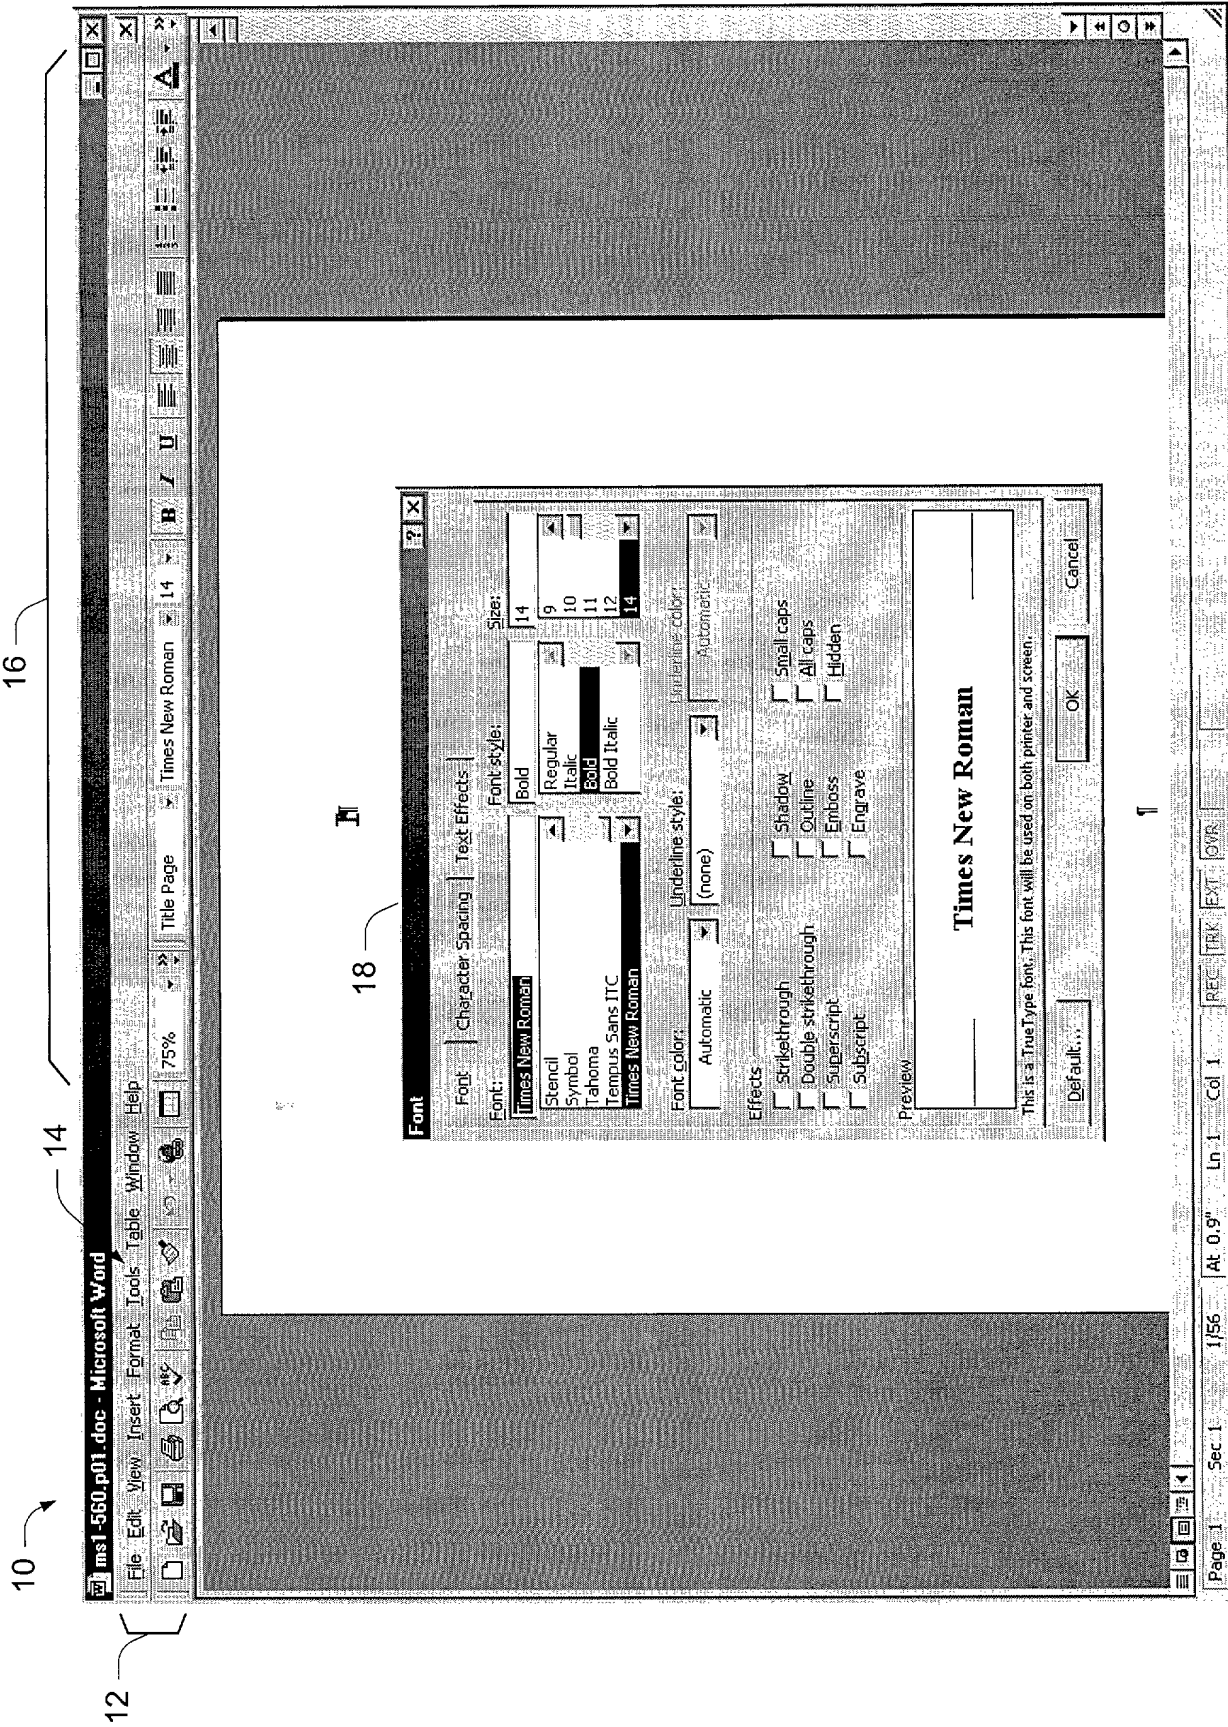 10
12
14
16
ms1-560.p01.doc - Microsoft Word
File Edit View Insert Format Tools Table Window Help
ABC 75% Title Page Times New Roman 14 B I U A
¶
18
Font
Font Character Spacing Text Effects
Font: Font style: Size:
Times New Roman Bold 14
Stencil Regular 9
Symbol Italic 10
Tahoma Bold 11
Tempus Sans ITC Bold Italic 12
Times New Roman 14
Font color: Underline style: Underline color:
Automatic (none) Automatic
Effects
Strikethrough Shadow Small caps
Double strikethrough Outline All caps
Superscript Emboss Hidden
Subscript Engrave
Preview
Times New Roman
This is a TrueType font. This font will be used on both printer and screen.
Default... OK Cancel
¶
Page 1 Sec 1 1/56 At 0.9" Ln 1 Col 1 REC TRK EXT OVR